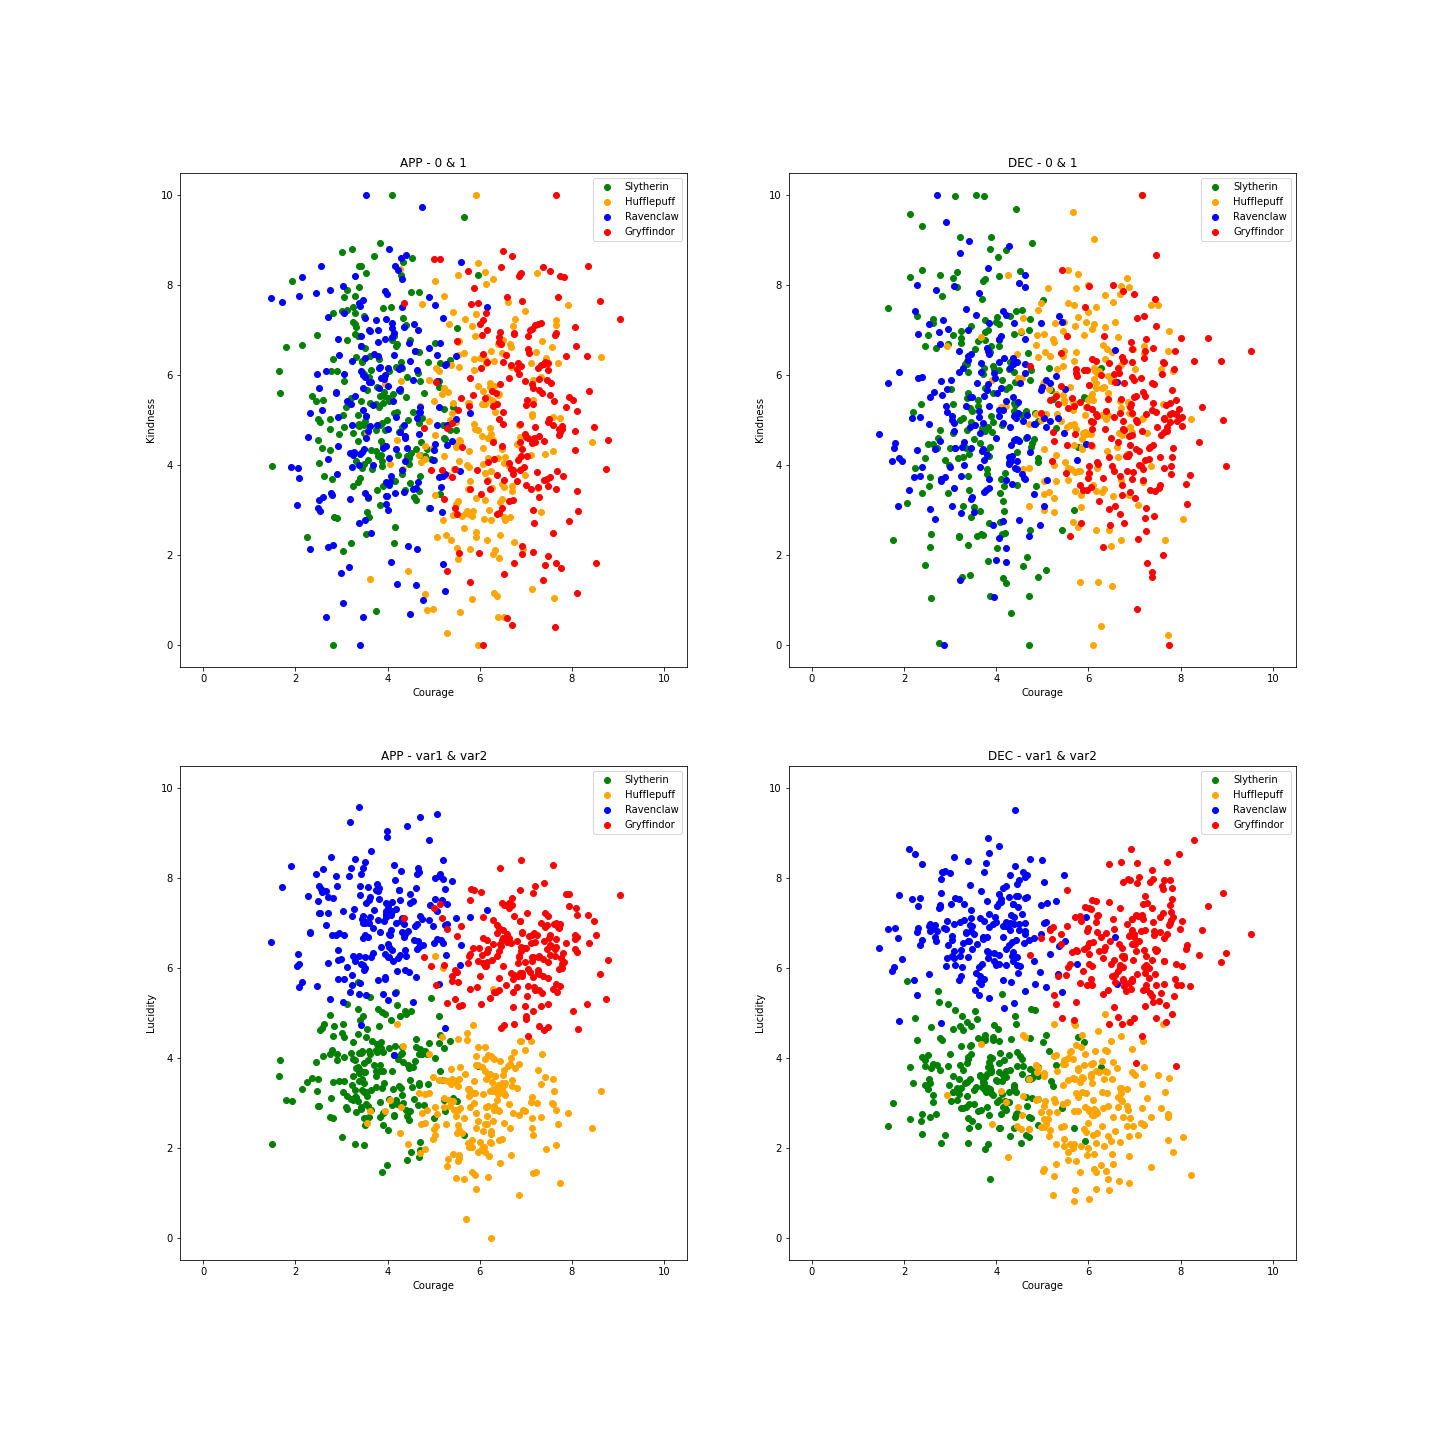 APP - 0 & 1
Kindness
10
8
6
4
2
0
Slytherin
Hufflepuff
Ravenclaw
Gryffindor
0 2 4 6 8 10
Courage
DEC - 0 & 1
Kindness
10
8
6
4
2
0
Slytherin
Hufflepuff
Ravenclaw
Gryffindor
0 2 4 6 8 10
Courage
APP - var1 & var2
Lucidity
10
8
6
4
2
0
Slytherin
Hufflepuff
Ravenclaw
Gryffindor
0 2 4 6 8 10
Courage
DEC - var1 & var2
Lucidity
10
8
6
4
2
0
Slytherin
Hufflepuff
Ravenclaw
Gryffindor
0 2 4 6 8 10
Courage